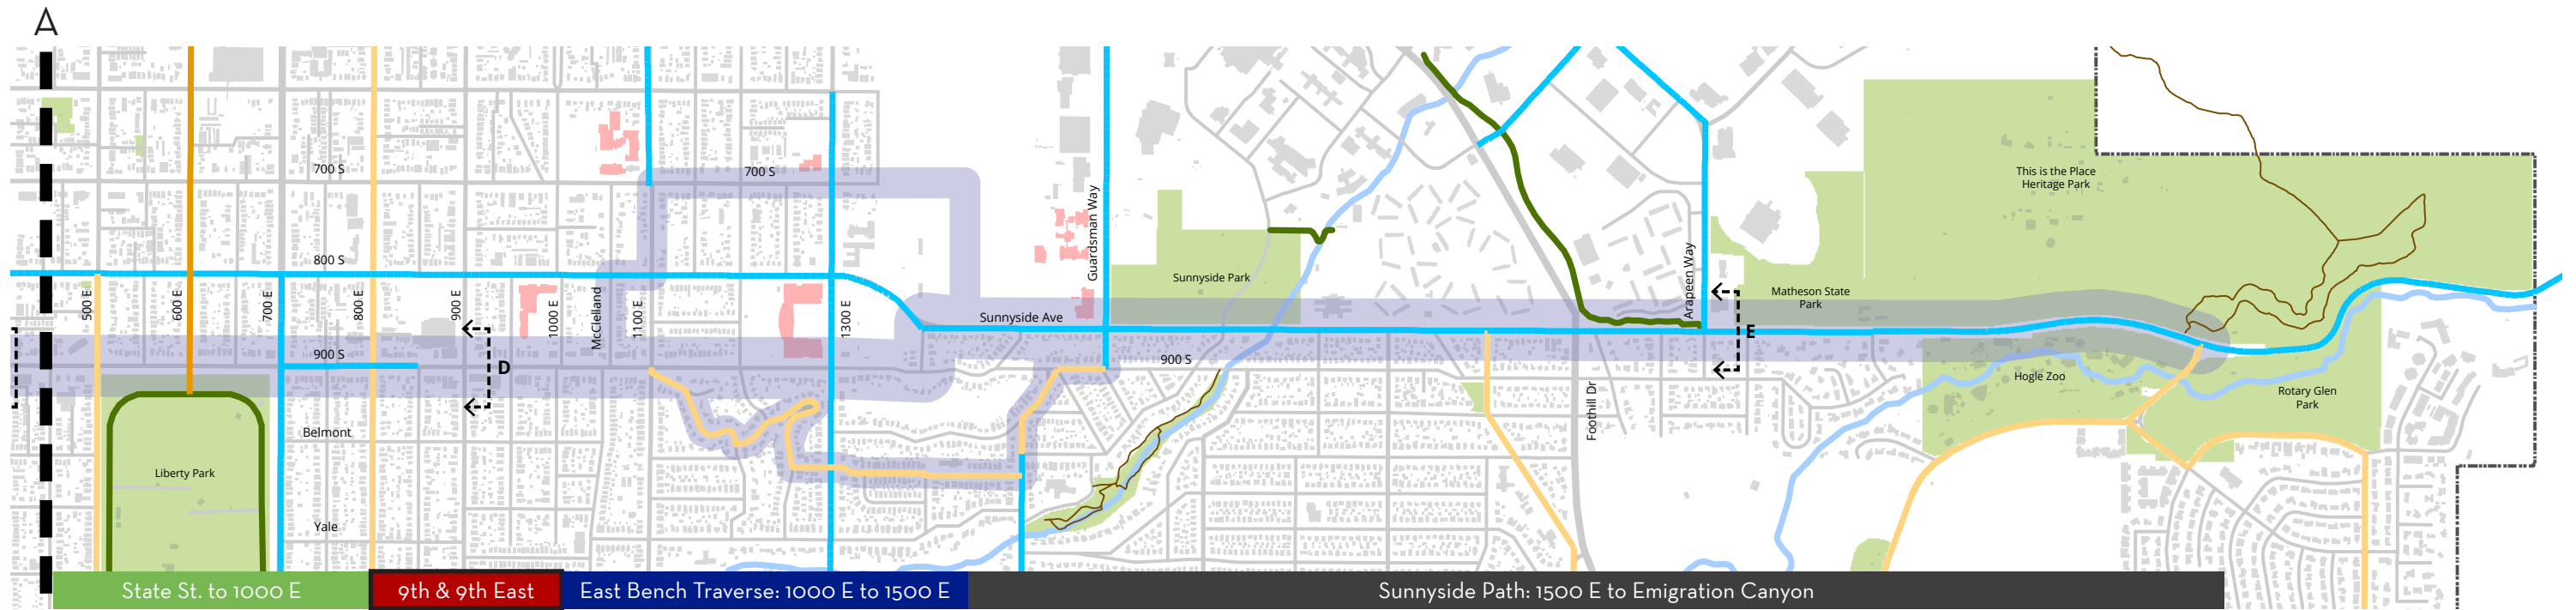 A
700 S
700 S
This is the Place
Heritage Park
Guardsman Way
800 S
Sunnyside Park
Arapeen Way
Matheson State
Park
500 E
600 E
700 E
800 E
900 E
1000 E
McClelland
1100 E
1300 E
Sunnyside Ave
E
900 S
D
900 S
Hogle Zoo
Rotary Glen
Park
Foothill Dr
Belmont
Liberty Park
Yale
State St. to 1000 E
9th & 9th East
East Bench Traverse: 1000 E to 1500 E
Sunnyside Path: 1500 E to Emigration Canyon